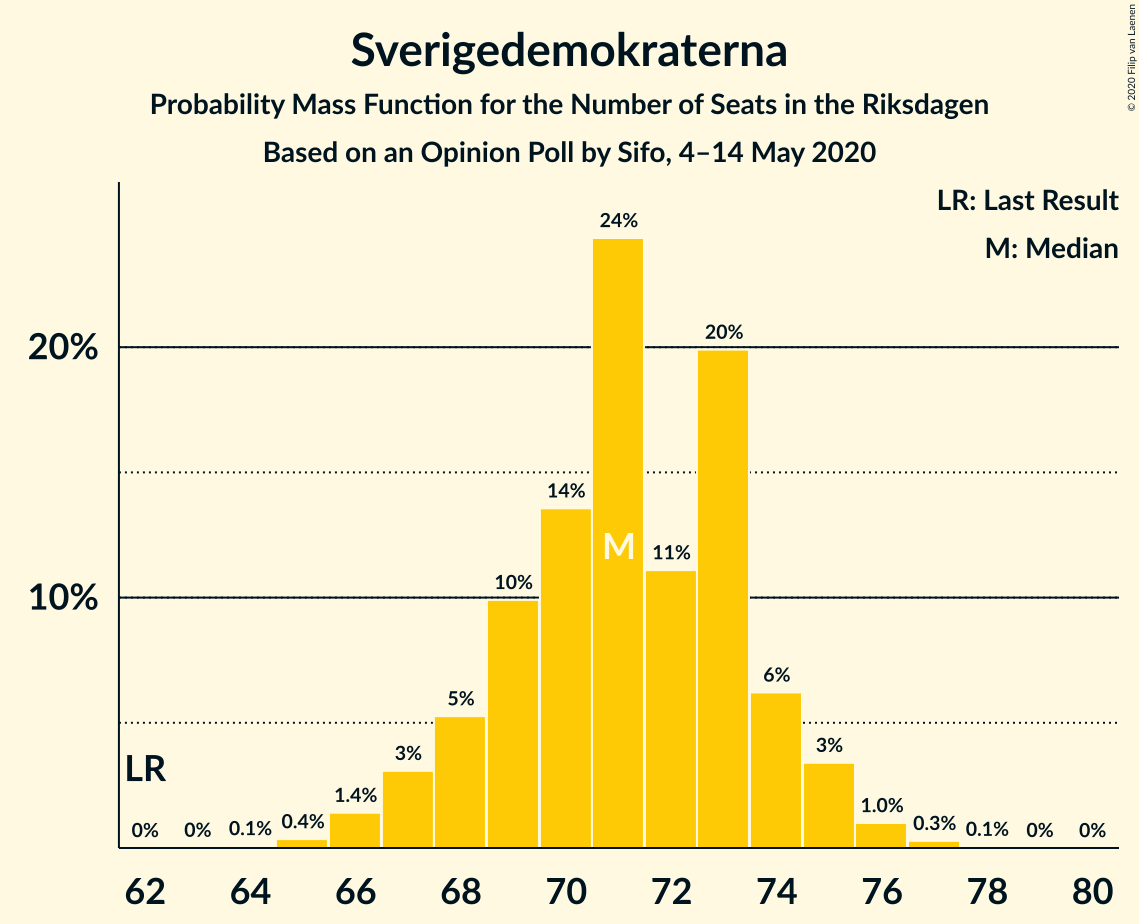 Sverigedemokraterna
Probability Mass Function for the Number of Seats in the Riksdagen
Based on an Opinion Poll by Sifo, 4–14 May 2020
© 2020 Filip van Laenen
LR: Last Result
M: Median
24%
20%
20%
14%
M
11%
10%
10%
6%
5%
3%
3%
LR
1.4%
1.0%
0% 0% 0.1% 0.4% 0.3% 0.1% 0% 0%
62 64 66 68 70 72 74 76 78 80